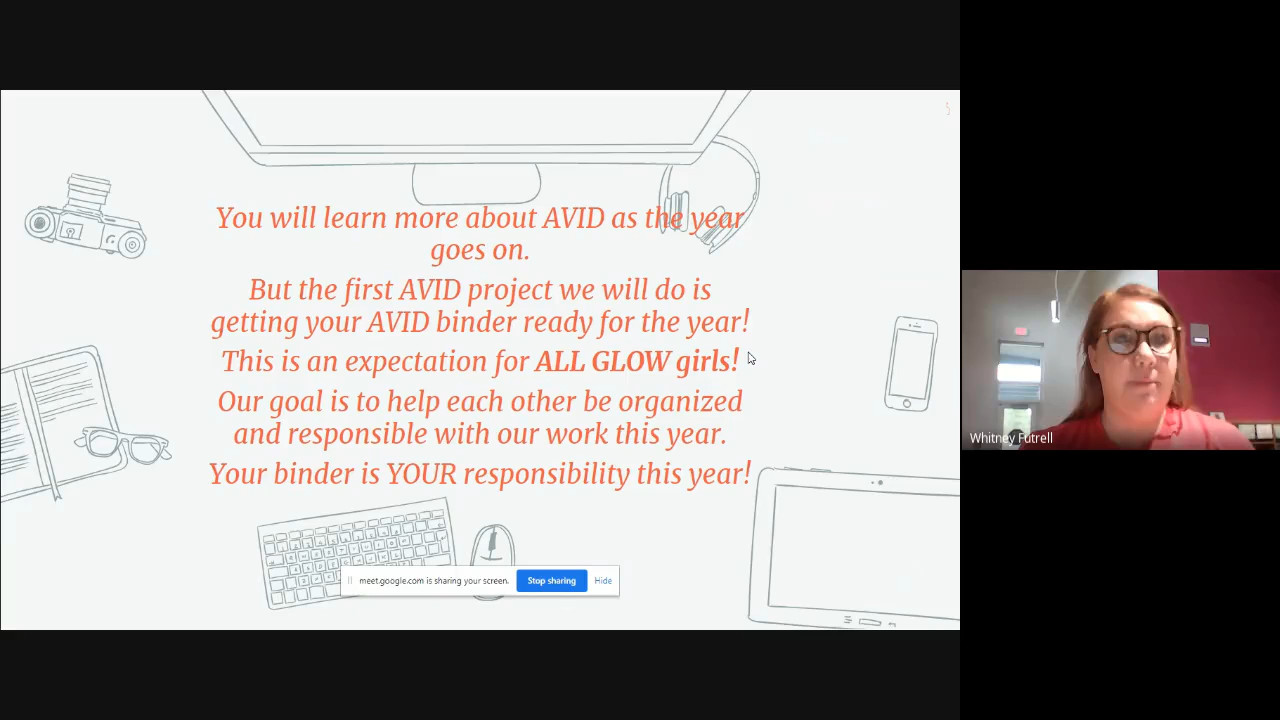 You will learn more about AVID as the year
goes on.
But the first AVID project we will do is
getting your AVID binder ready for the year!
This is an expectation for ALL GLOW girls!
Our goal is to help each other be organized
and responsible with our work this year.
Your binder is YOUR responsibility this year!
meet.google.com is sharing your screen.
Stop sharing
Hide
Whitney Futrell